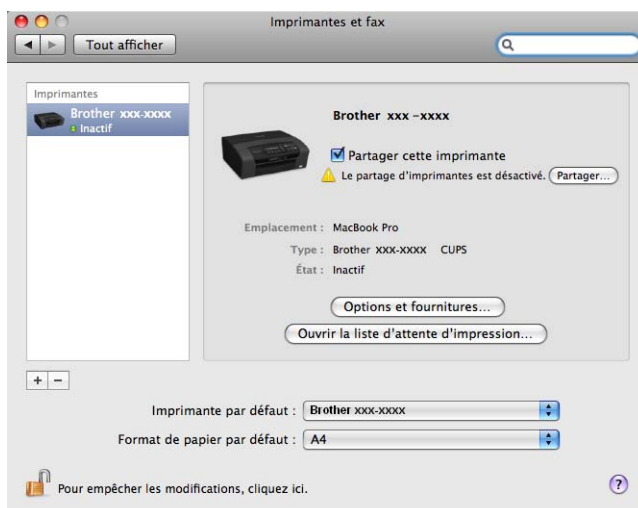 Imprimantes et fax
Tout afficher
Imprimantes
Brother xxx-xxxx
Inactif
Brother xxx-xxxx
Partager cette imprimante
Le partage d'imprimantes est désactivé. Partager...
Emplacement : MacBook Pro
Type : Brother XXX-XXXX CUPS
État : Inactif
Options et fournitures...
Ouvrir la liste d'attente d'impression...
+ −
Imprimante par défaut : Brother xxx-xxxx
Format de papier par défaut : A4
Pour empêcher les modifications, cliquez ici. ?